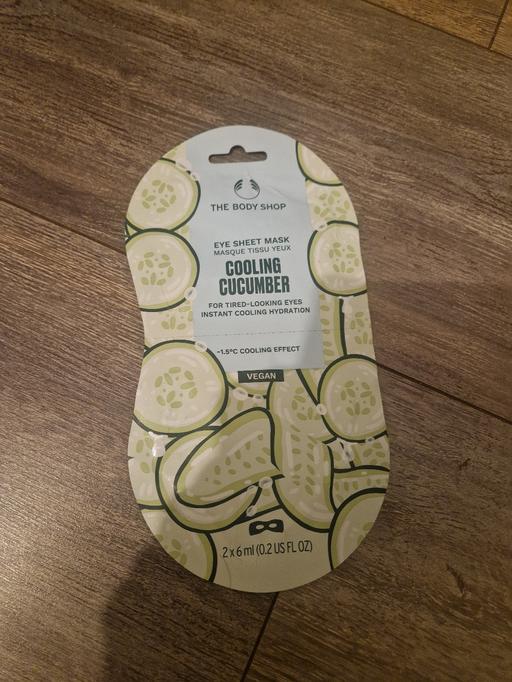 THE BODY SHOP
EYE SHEET MASK
MASQUE TISSU YEUX
COOLING
CUCUMBER
FOR TIRED-LOOKING EYES
INSTANT COOLING HYDRATION
-1.5°C COOLING EFFECT
VEGAN
2 x 6 ml (0.2 US FL OZ)